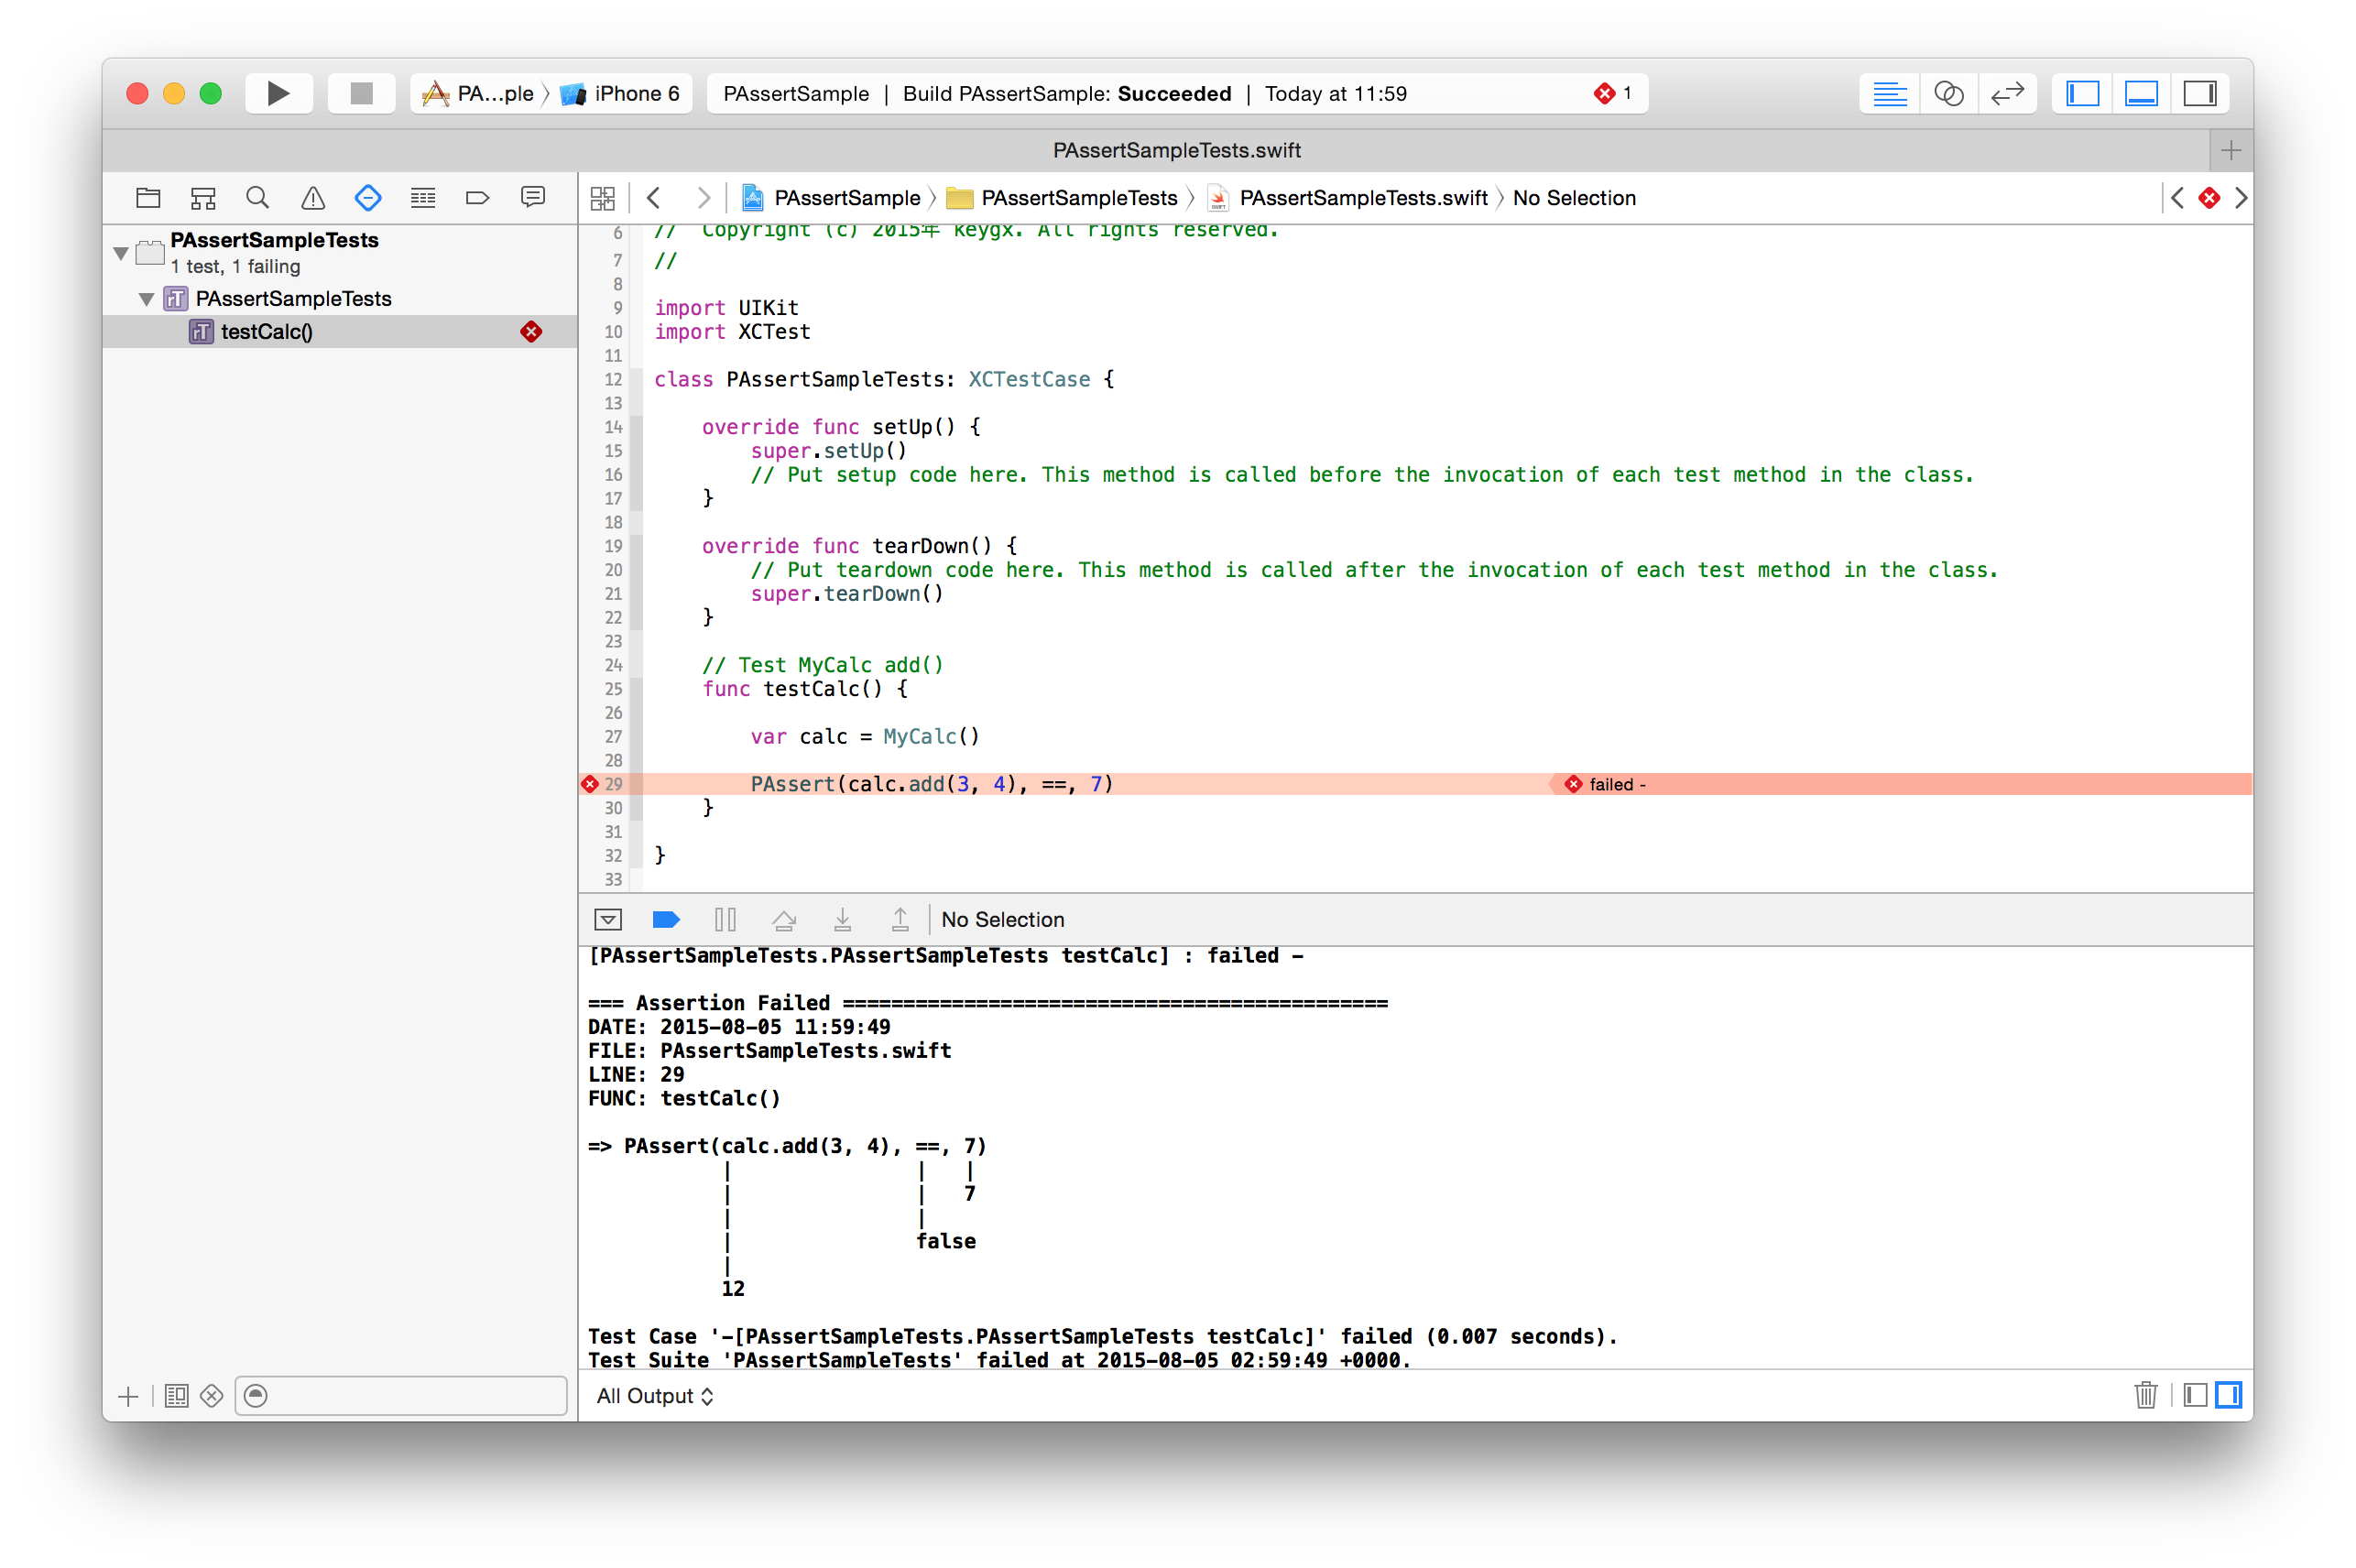 PA...ple iPhone 6 PAssertSample | Build PAssertSample: Succeeded | Today at 11:59 1
PAssertSampleTests.swift
PAssertSample PAssertSampleTests PAssertSampleTests.swift No Selection
PAssertSampleTests
1 test, 1 failing
PAssertSampleTests
testCalc()
6 // Copyright (c) 2015年 keygx. All rights reserved.
7 //
8
9 import UIKit
10 import XCTest
11
12 class PAssertSampleTests: XCTestCase {
13
14 override func setUp() {
15 super.setUp()
16 // Put setup code here. This method is called before the invocation of each test method in the class.
17 }
18
19 override func tearDown() {
20 // Put teardown code here. This method is called after the invocation of each test method in the class.
21 super.tearDown()
22 }
23
24 // Test MyCalc add()
25 func testCalc() {
26
27 var calc = MyCalc()
28
29 PAssert(calc.add(3, 4), ==, 7) failed -
30 }
31
32 }
33
No Selection
[PAssertSampleTests.PAssertSampleTests testCalc] : failed -
=== Assertion Failed =============================================
DATE: 2015-08-05 11:59:49
FILE: PAssertSampleTests.swift
LINE: 29
FUNC: testCalc()
=> PAssert(calc.add(3, 4), ==, 7)
| | |
| | 7
| |
| false
|
12
Test Case '-[PAssertSampleTests.PAssertSampleTests testCalc]' failed (0.007 seconds).
Test Suite 'PAssertSampleTests' failed at 2015-08-05 02:59:49 +0000.
All Output